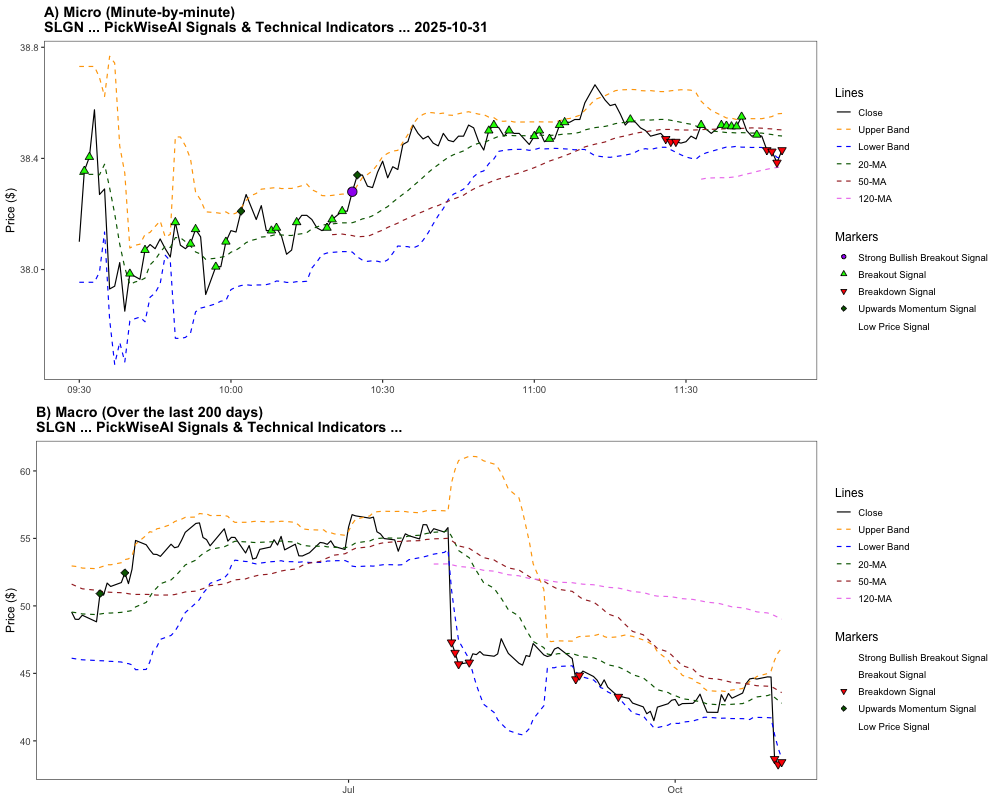 A) Micro (Minute-by-minute)
SLGN ... PickWiseAI Signals & Technical Indicators ... 2025-10-31
Price ($)
38.8
38.4
38.0
09:30
10:00
10:30
11:00
11:30
Lines
Close
Upper Band
Lower Band
20-MA
50-MA
120-MA
Markers
Strong Bullish Breakout Signal
Breakout Signal
Breakdown Signal
Upwards Momentum Signal
Low Price Signal
B) Macro (Over the last 200 days)
SLGN ... PickWiseAI Signals & Technical Indicators ...
Price ($)
60
55
50
45
40
Jul
Oct
Lines
Close
Upper Band
Lower Band
20-MA
50-MA
120-MA
Markers
Strong Bullish Breakout Signal
Breakout Signal
Breakdown Signal
Upwards Momentum Signal
Low Price Signal